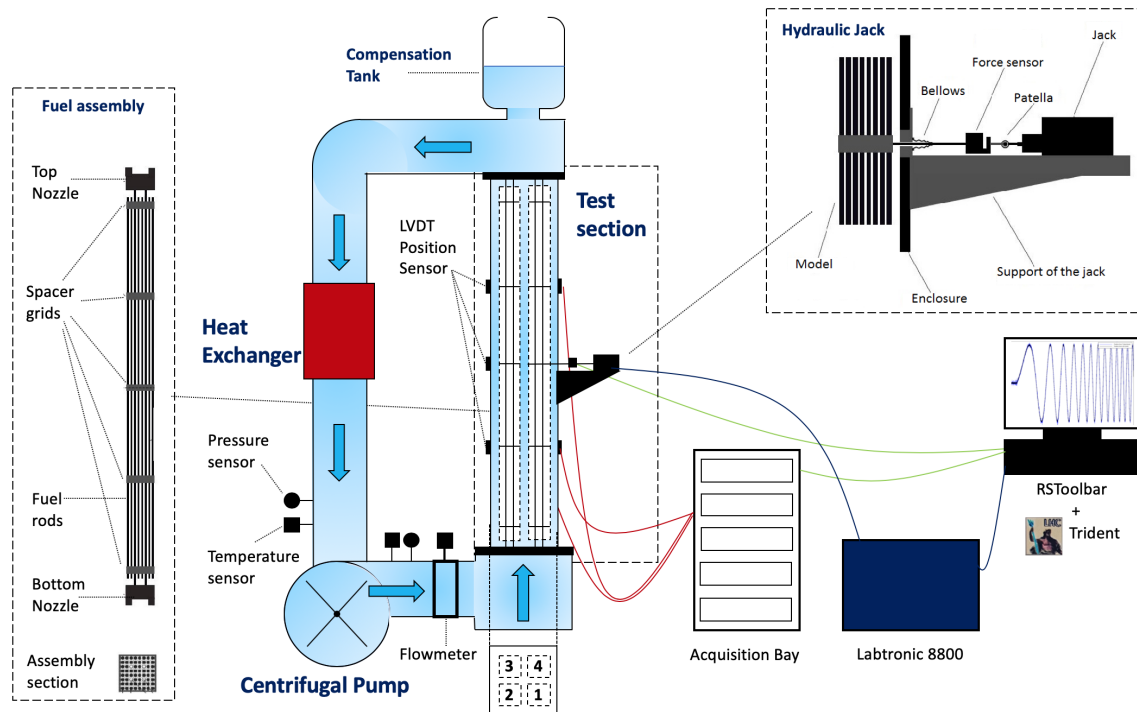 Fuel assembly
Top
Nozzle
Spacer
grids
Fuel
rods
Bottom
Nozzle
Assembly
section
Compensation
Tank
LVDT
Position
Sensor
Test
section
Heat
Exchanger
Pressure
sensor
Temperature
sensor
Flowmeter
Centrifugal Pump
3 4
2 1
Hydraulic Jack
Jack
Force sensor
Bellows
Patella
Model
Support of the jack
Enclosure
Acquisition Bay
Labtronic 8800
RSToolbar
+
Trident